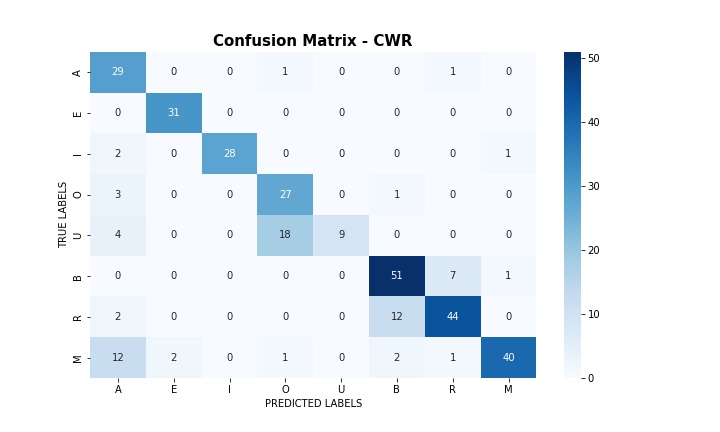 Confusion Matrix - CWR
A 29 0 0 1 0 0 1 0
E 0 31 0 0 0 0 0 0
I 2 0 28 0 0 0 0 1
O 3 0 0 27 0 1 0 0
U 4 0 0 18 9 0 0 0
B 0 0 0 0 0 51 7 1
R 2 0 0 0 0 12 44 0
M 12 2 0 1 0 2 1 40
A E I O U B R M
TRUE LABELS
PREDICTED LABELS
50
40
30
20
10
0